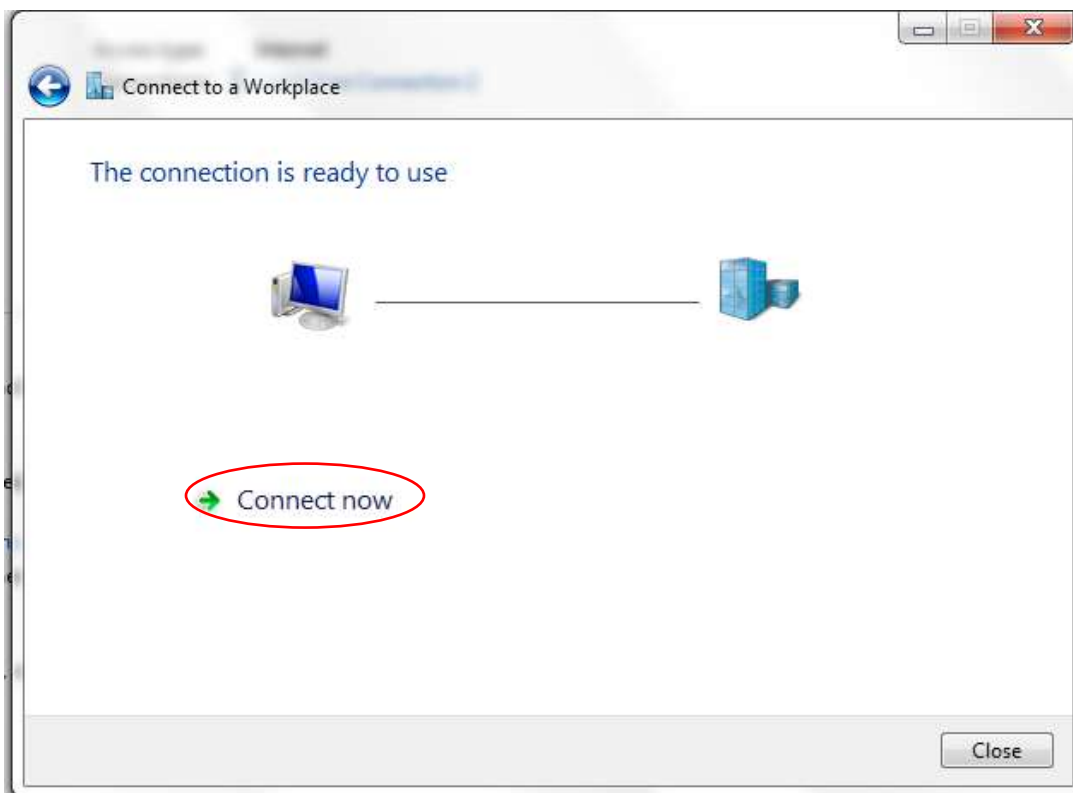 Connect to a Workplace
The connection is ready to use
Connect now
Close